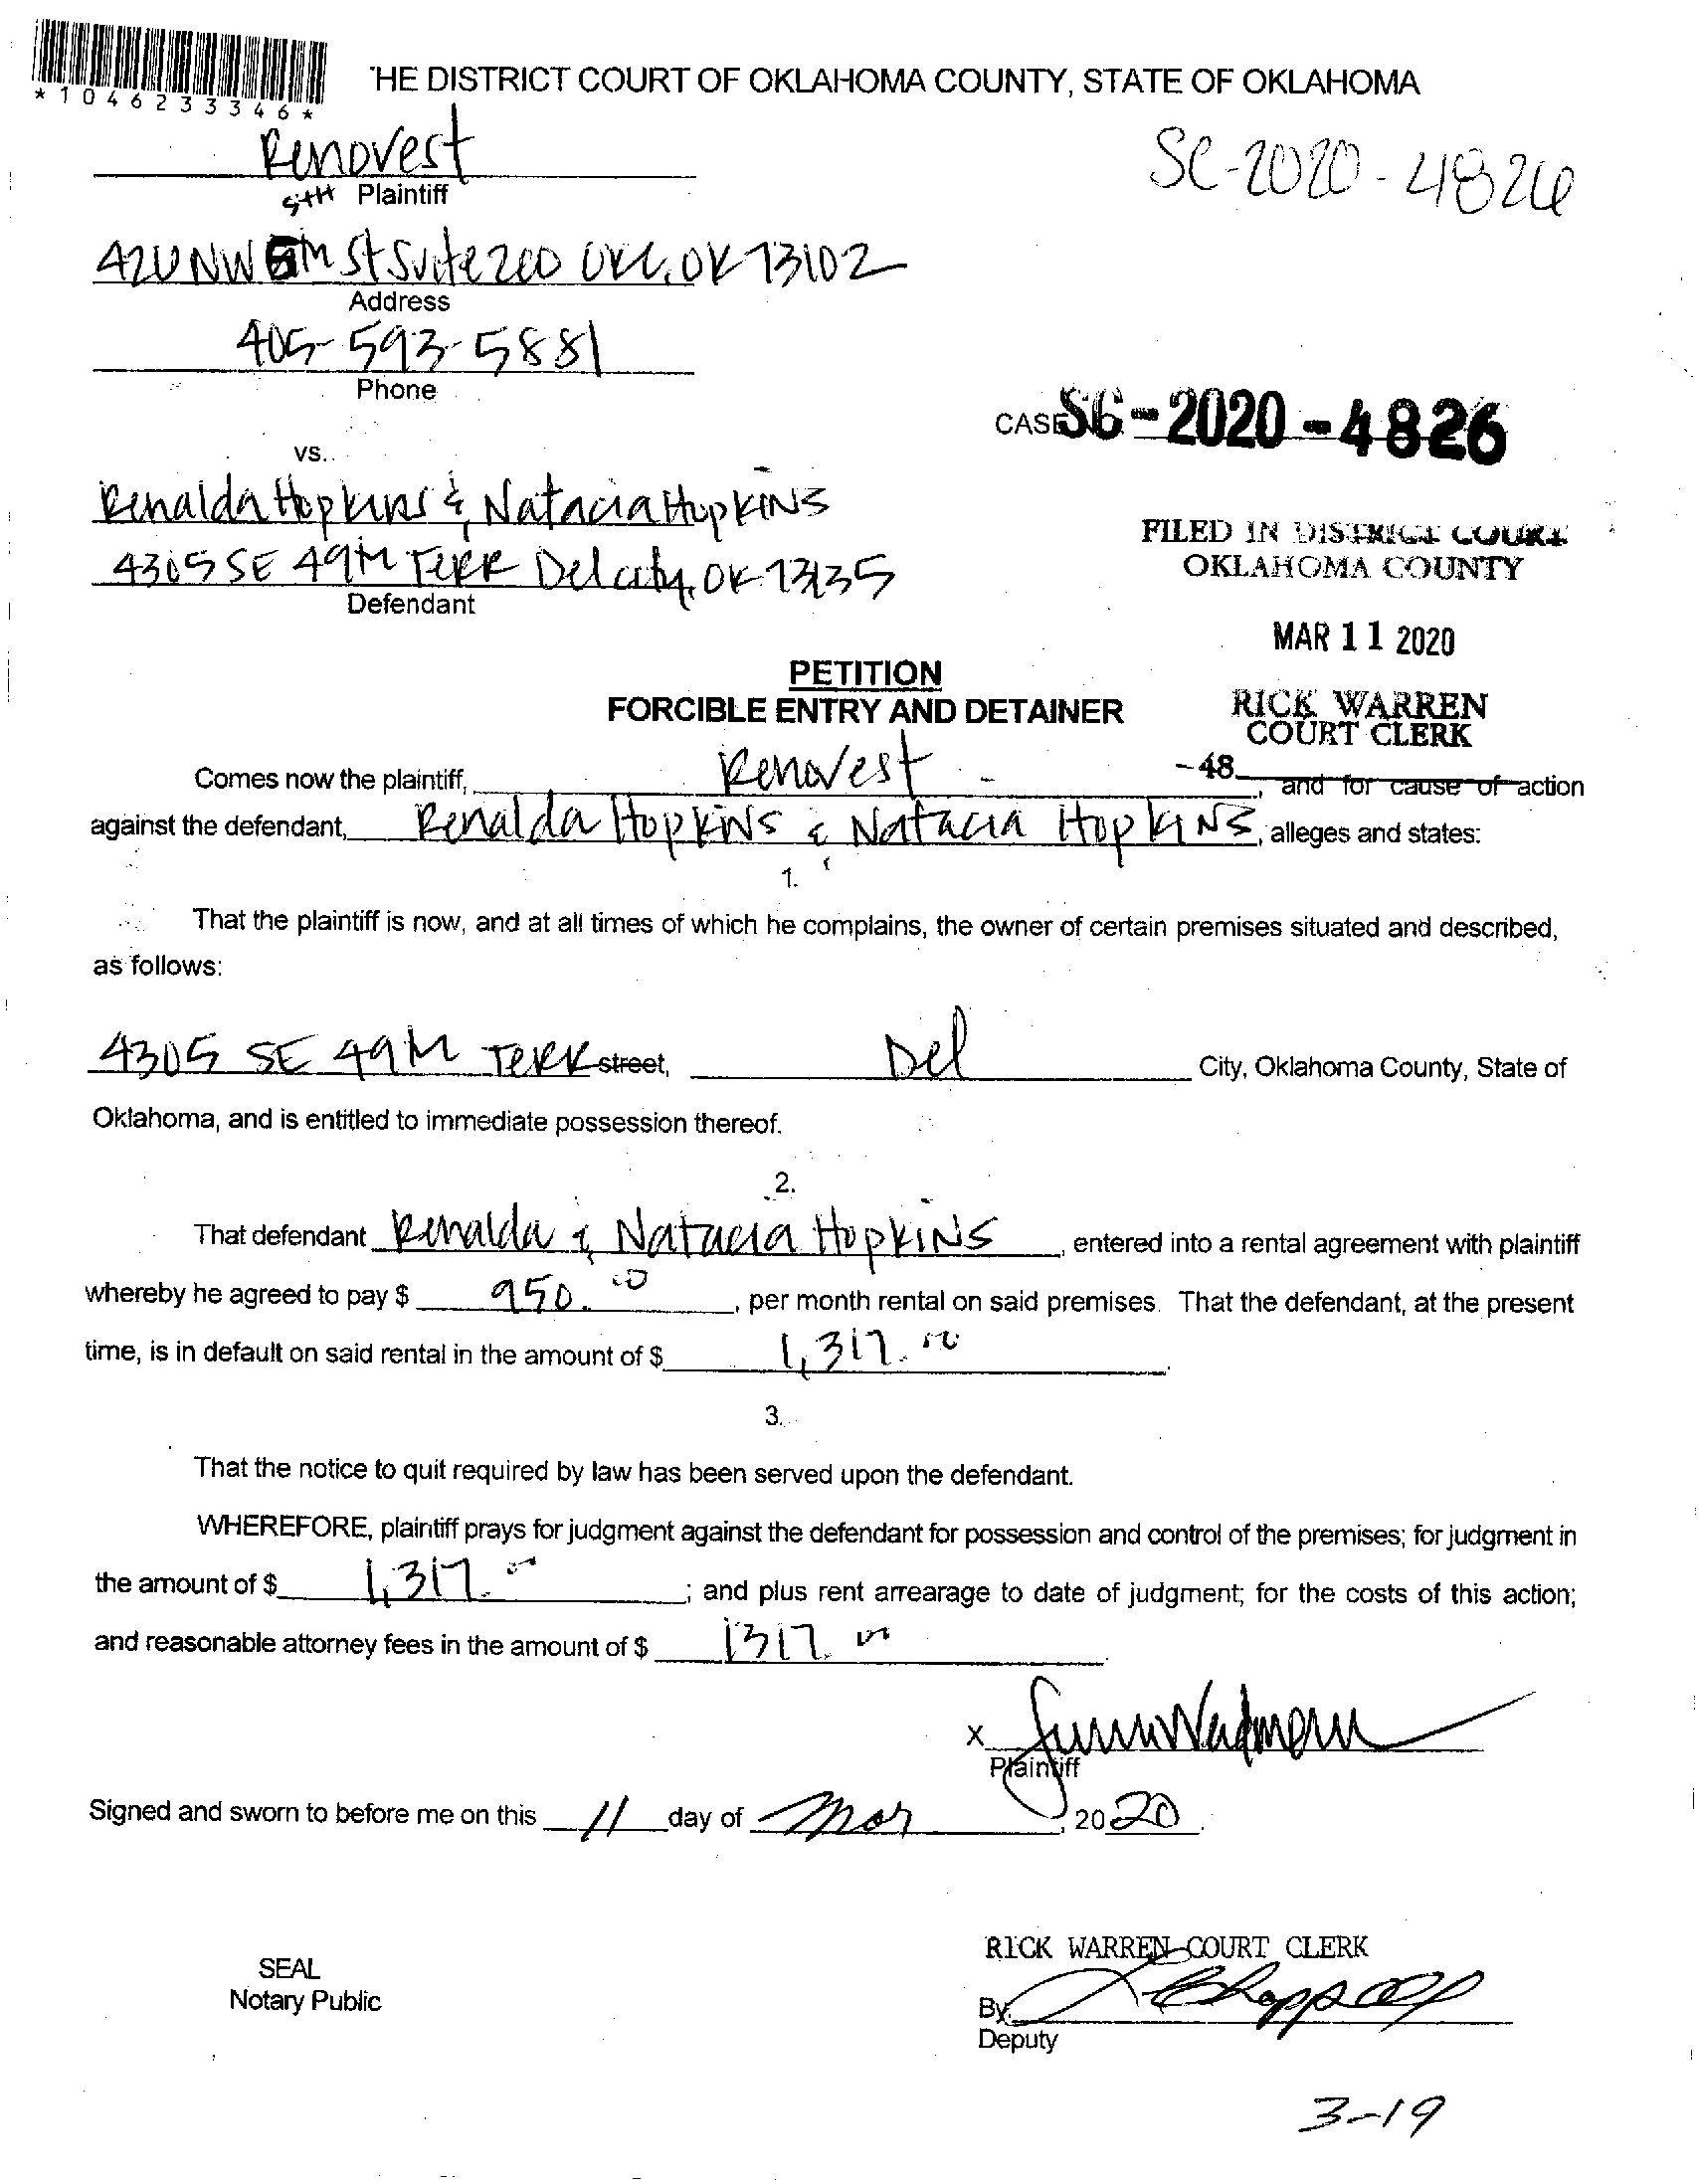 *1046233346*
HE DISTRICT COURT OF OKLAHOMA COUNTY, STATE OF OKLAHOMA
Renovest
SC-2020-4826
5th Plaintiff
420 NW St Suite 200 OKC, OK 73102
Address
405-593-5881
Phone
CASE SC-2020-4826
vs.
Renalda Hopkins & Natacia Hopkins
FILED IN DISTRICT COURT
4305 SE 49th Terr Del city, OK 73135
OKLAHOMA COUNTY
Defendant
MAR 11 2020
PETITION
FORCIBLE ENTRY AND DETAINER
RICK WARREN
COURT CLERK
Comes now the plaintiff, Renovest -48 , and for cause of action
against the defendant, Renalda Hopkins & Natacia Hopkins, alleges and states:
1.
That the plaintiff is now, and at all times of which he complains, the owner of certain premises situated and described,
as follows:
4305 SE 49th Terr street, Del City, Oklahoma County, State of
Oklahoma, and is entitled to immediate possession thereof.
2.
That defendant Renalda & Natacia Hopkins, entered into a rental agreement with plaintiff
whereby he agreed to pay $ 950.00, per month rental on said premises. That the defendant, at the present
time, is in default on said rental in the amount of $ 1,317.00.
3.
That the notice to quit required by law has been served upon the defendant.
WHEREFORE, plaintiff prays for judgment against the defendant for possession and control of the premises; for judgment in
the amount of $ 1,317.00; and plus rent arrearage to date of judgment; for the costs of this action;
and reasonable attorney fees in the amount of $ 1317.00.
X
Plaintiff
Signed and sworn to before me on this 11 day of Mar, 2020.
RICK WARREN COURT CLERK
SEAL
Notary Public
By
Deputy
3-19